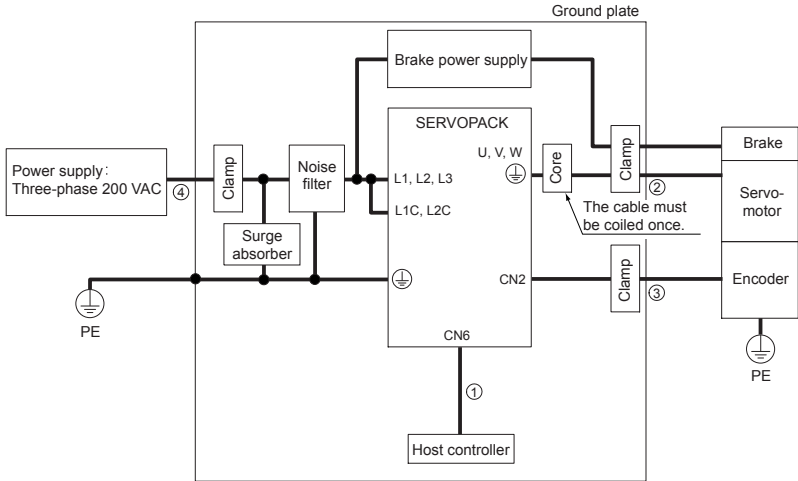 Ground plate
Brake power supply
SERVOPACK
U, V, W
Core
Clamp
Brake
Power supply:
Three-phase 200 VAC
④
Clamp
Noise
filter
L1, L2, L3
②
Servo-
motor
The cable must
be coiled once.
L1C, L2C
Surge
absorber
Clamp
CN2
③
Encoder
PE
CN6
PE
①
Host controller